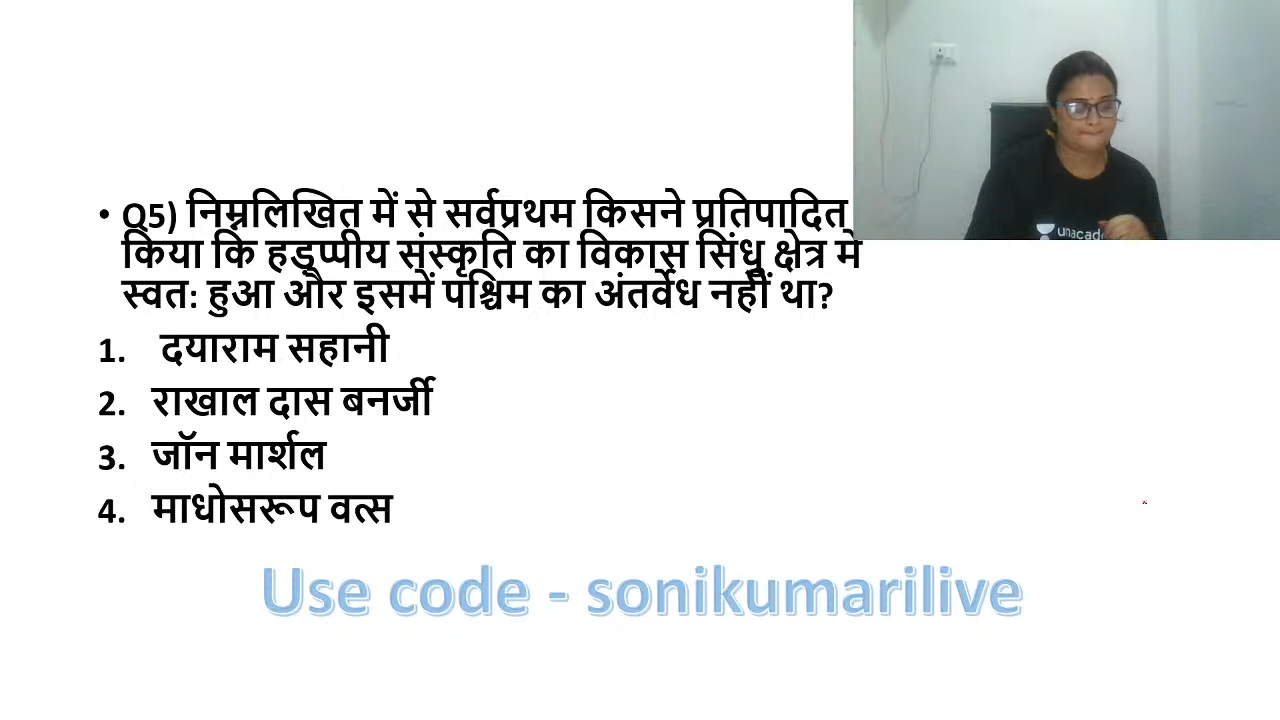 • Q5) निम्नलिखित में से सर्वप्रथम किसने प्रतिपादित
किया कि हड़प्पीय संस्कृति का विकास सिंधु क्षेत्र मे
स्वत: हुआ और इसमें पश्चिम का अंतर्वेध नहीं था?
1. दयाराम सहानी
2. राखाल दास बनर्जी
3. जॉन मार्शल
4. माधोसरूप वत्स
Use code - sonikumarilive
unacade